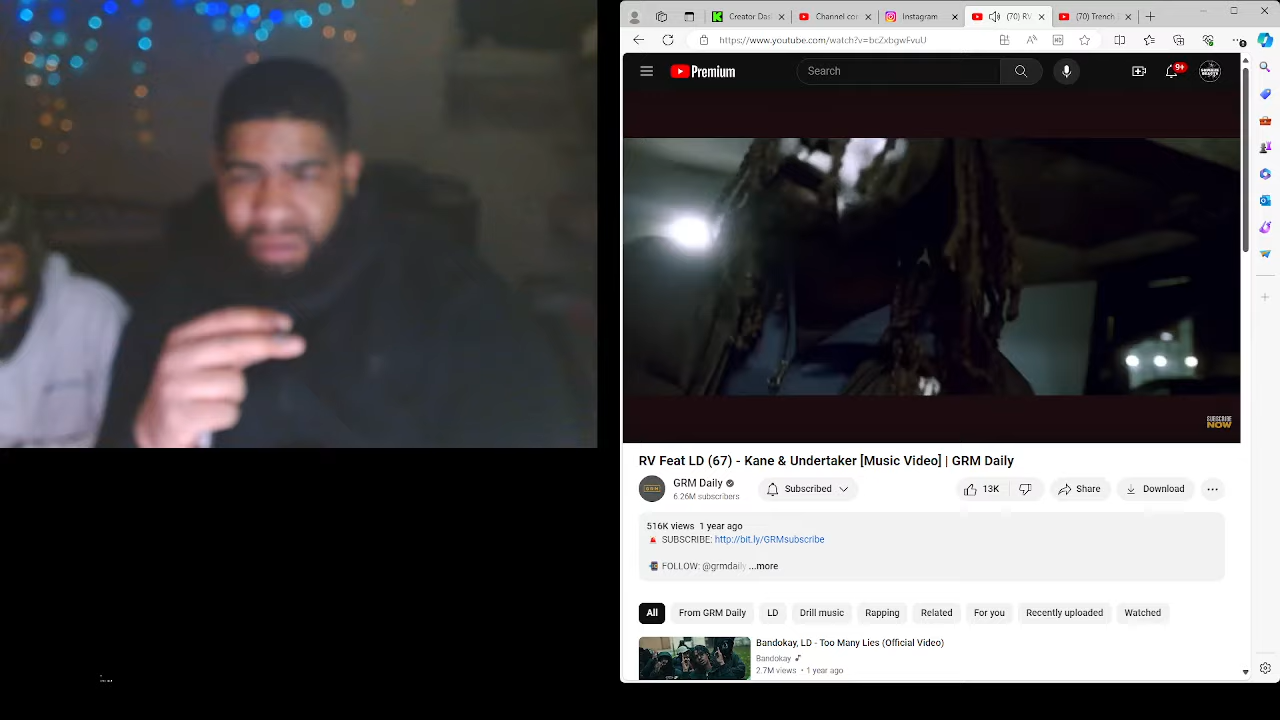 Creator Das
Channel con
Instagram
(70) RV
(70) Trench
https://www.youtube.com/watch?v=bcZxbgwFvuU
Premium
Search
9+
SUBSCRIBE
NOW
RV Feat LD (67) - Kane & Undertaker [Music Video] | GRM Daily
GRM Daily
6.26M subscribers
Subscribed
13K
Share
Download
516K views 1 year ago
SUBSCRIBE: http://bit.ly/GRMsubscribe
FOLLOW: @grmdaily ...more
All
From GRM Daily
LD
Drill music
Rapping
Related
For you
Recently uploaded
Watched
Bandokay, LD - Too Many Lies (Official Video)
Bandokay
2.7M views • 1 year ago